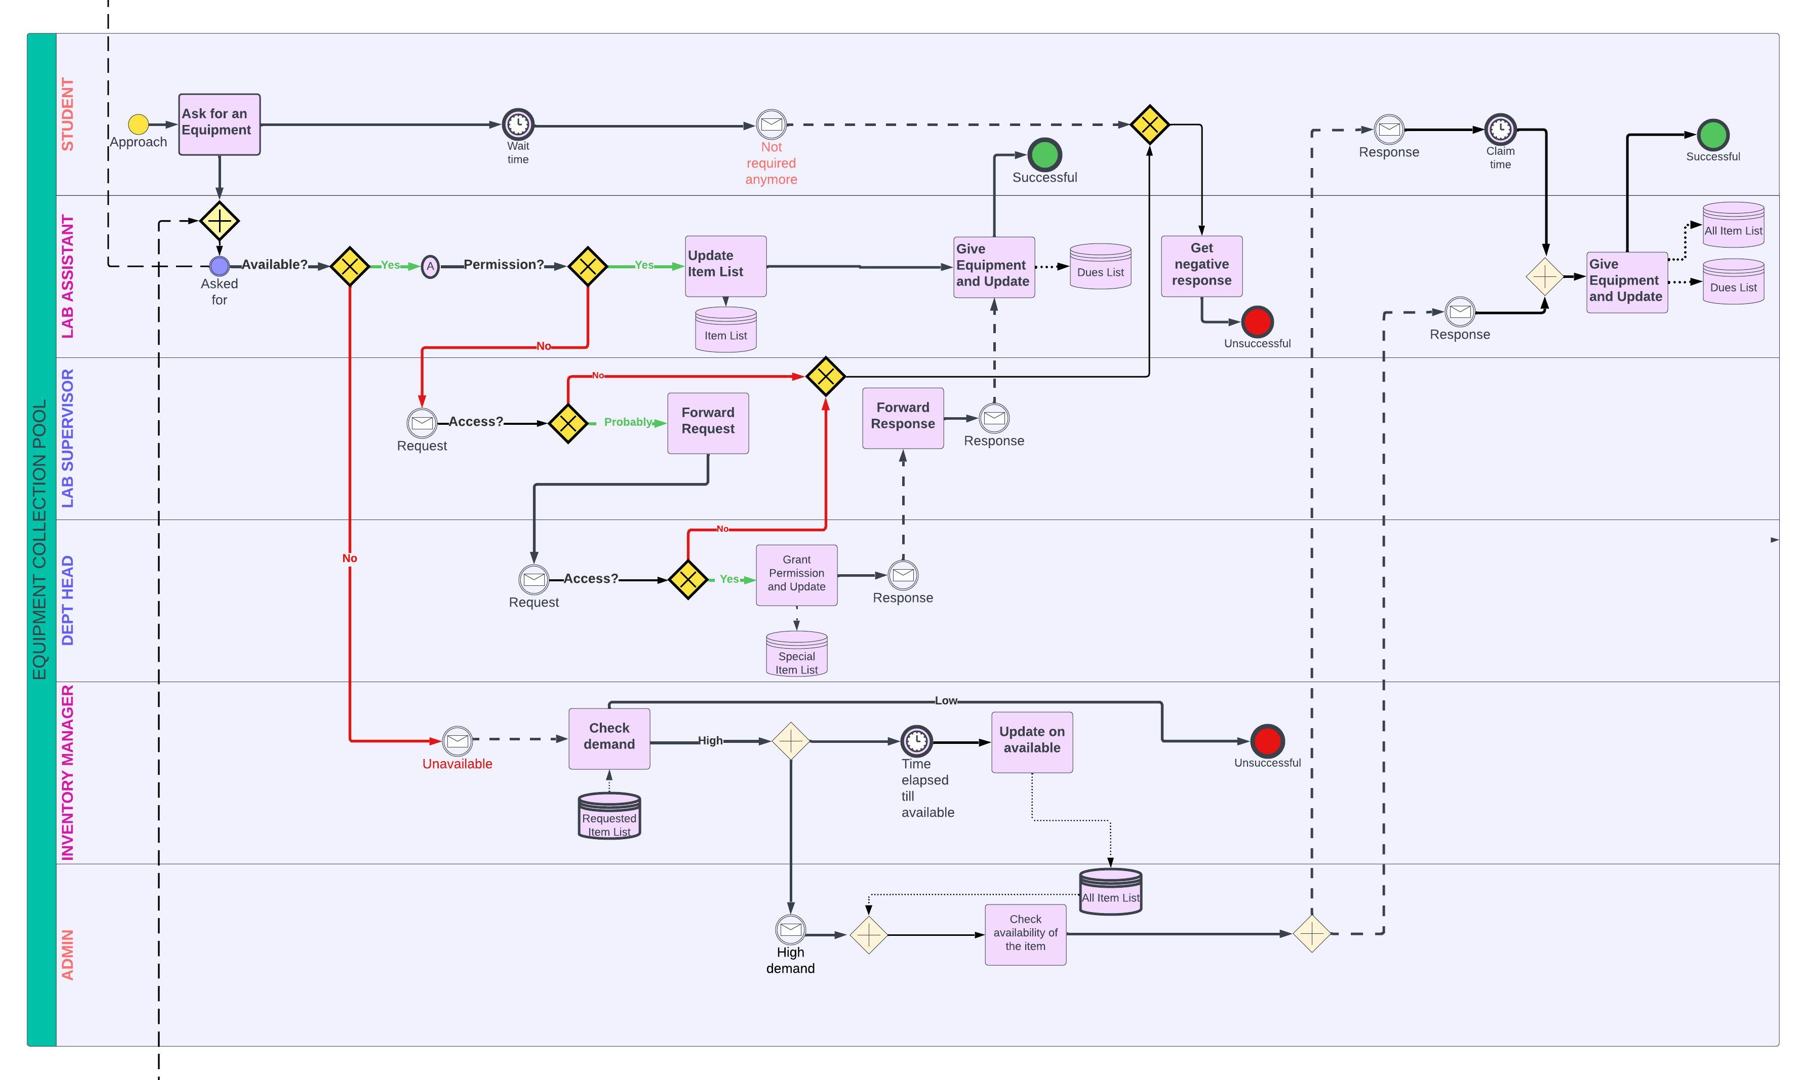 EQUIPMENT COLLECTION POOL
STUDENT
Approach
Ask for an
Equipment
Wait
time
Not
required
anymore
Successful
Response
Claim
time
Successful
LAB ASSISTANT
Asked
for
Available?
Yes
A
Permission?
Yes
Update
Item List
Item List
No
Give
Equipment
and Update
Dues List
Get
negative
response
Unsuccessful
Response
Give
Equipment
and Update
All Item List
Dues List
LAB SUPERVISOR
Request
Access?
No
Probably
Forward
Request
Forward
Response
Response
DEPT HEAD
No
Request
Access?
No
Yes
Grant
Permission
and Update
Special
Item List
Response
INVENTORY MANAGER
Unavailable
Check
demand
Requested
Item List
Low
High
Time
elapsed
till
available
Update on
available
Unsuccessful
ADMIN
High
demand
All Item List
Check
availability of
the item